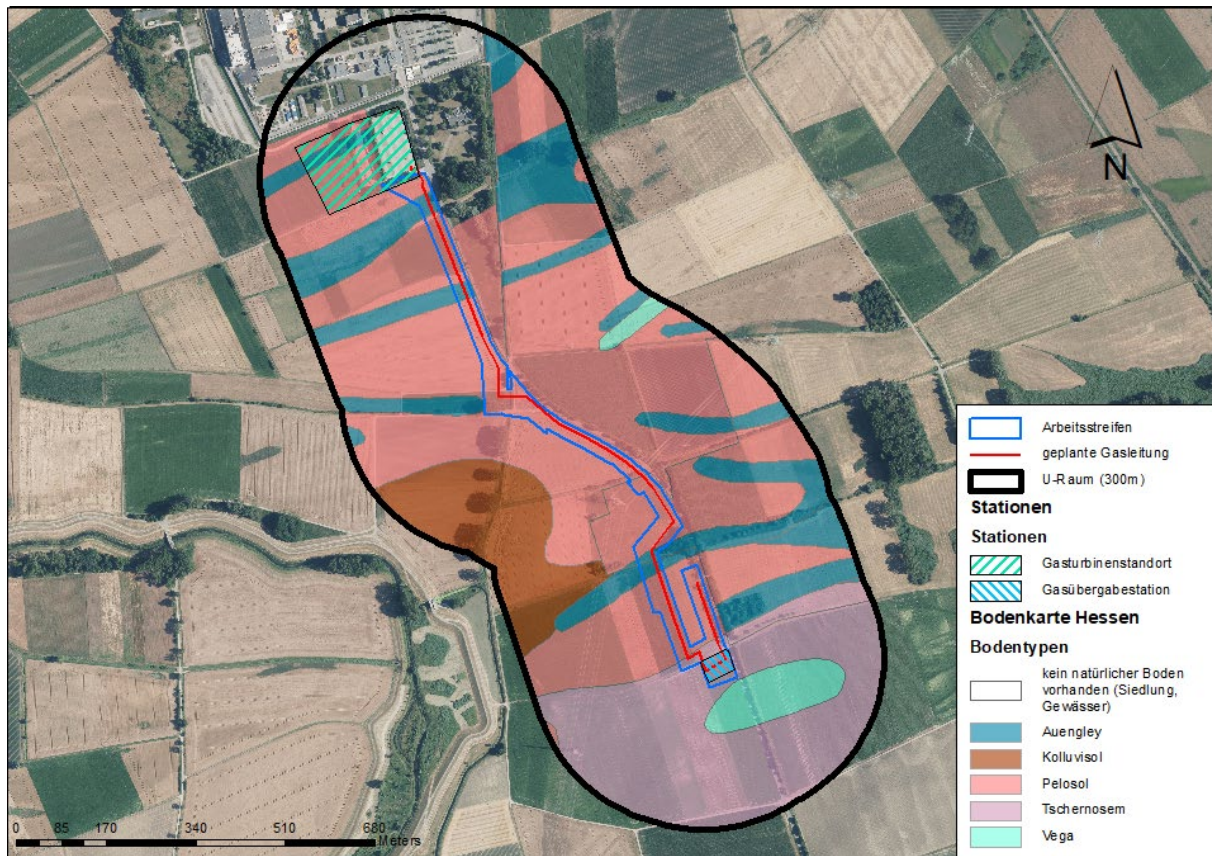 N
Arbeitsstreifen
geplante Gasleitung
U-Raum (300m)
Stationen
Stationen
Gasturbinenstandort
Gasübergabestation
Bodenkarte Hessen
Bodentypen
kein natürlicher Boden
vorhanden (Siedlung,
Gewässer)
Auengley
Kolluvisol
Pelosol
Tschernosem
Vega
0 85 170 340 510 680
Meters